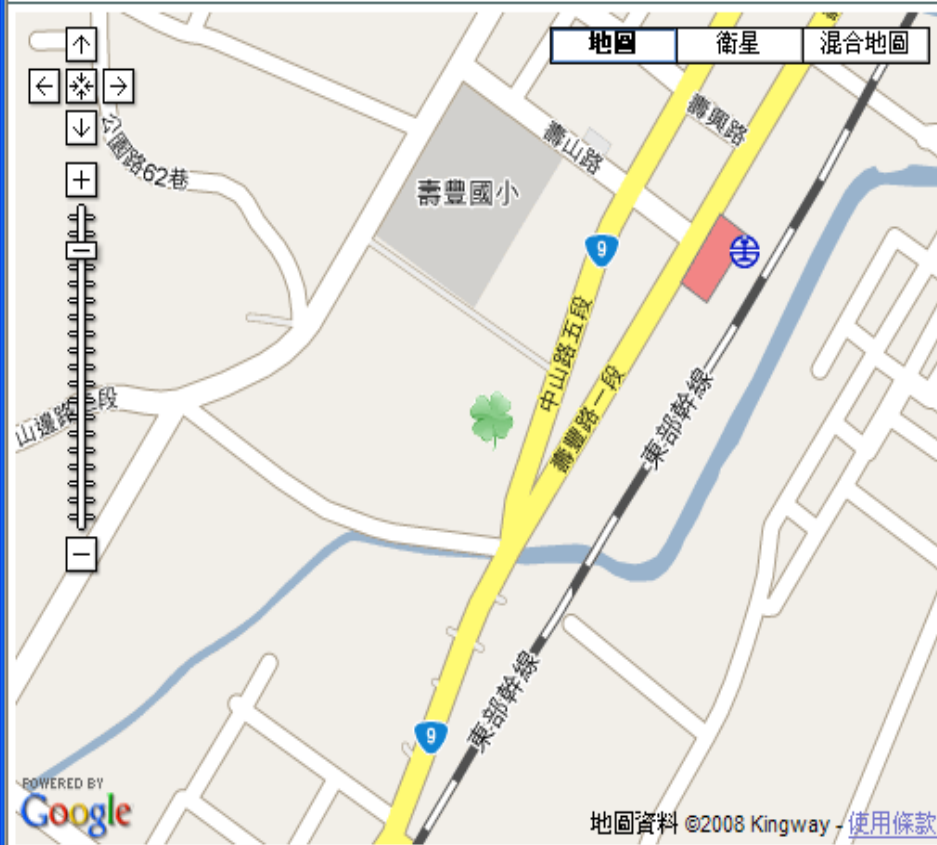 地圖
衛星
混合地圖
公園路62巷
壽豐國小
壽山路
壽興路
9
中山路五段
壽豐路一段
東部幹線
山邊路
段
東部幹線
9
POWERED BY
Google
地圖資料 ©2008 Kingway - 使用條款